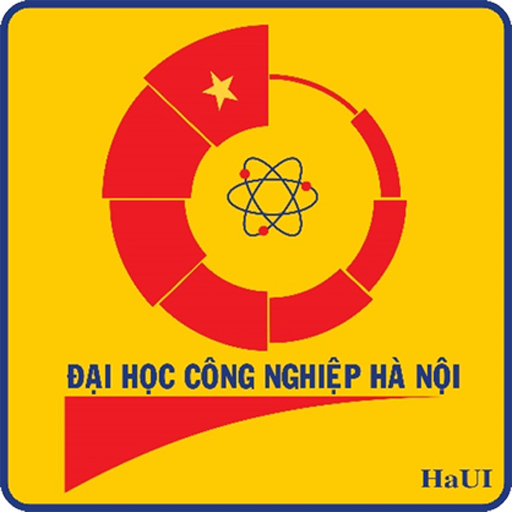 ĐẠI HỌC CÔNG NGHIỆP HÀ NỘI
HaUI